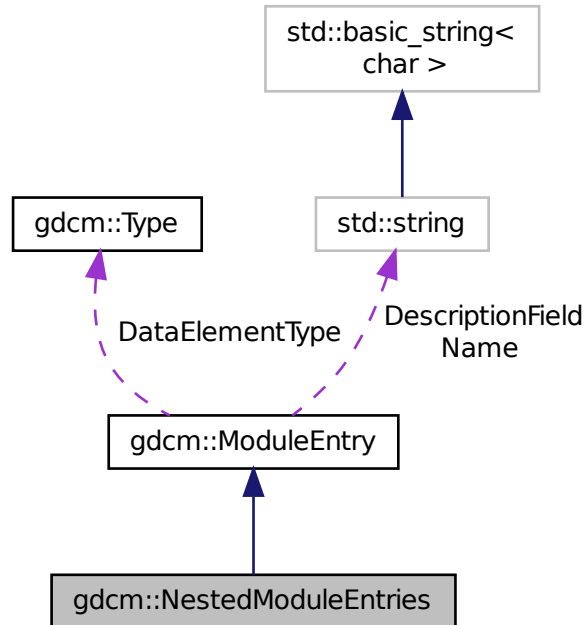 std::basic_string<
char >
gdcm::Type
std::string
DataElementType
DescriptionField
Name
gdcm::ModuleEntry
gdcm::NestedModuleEntries